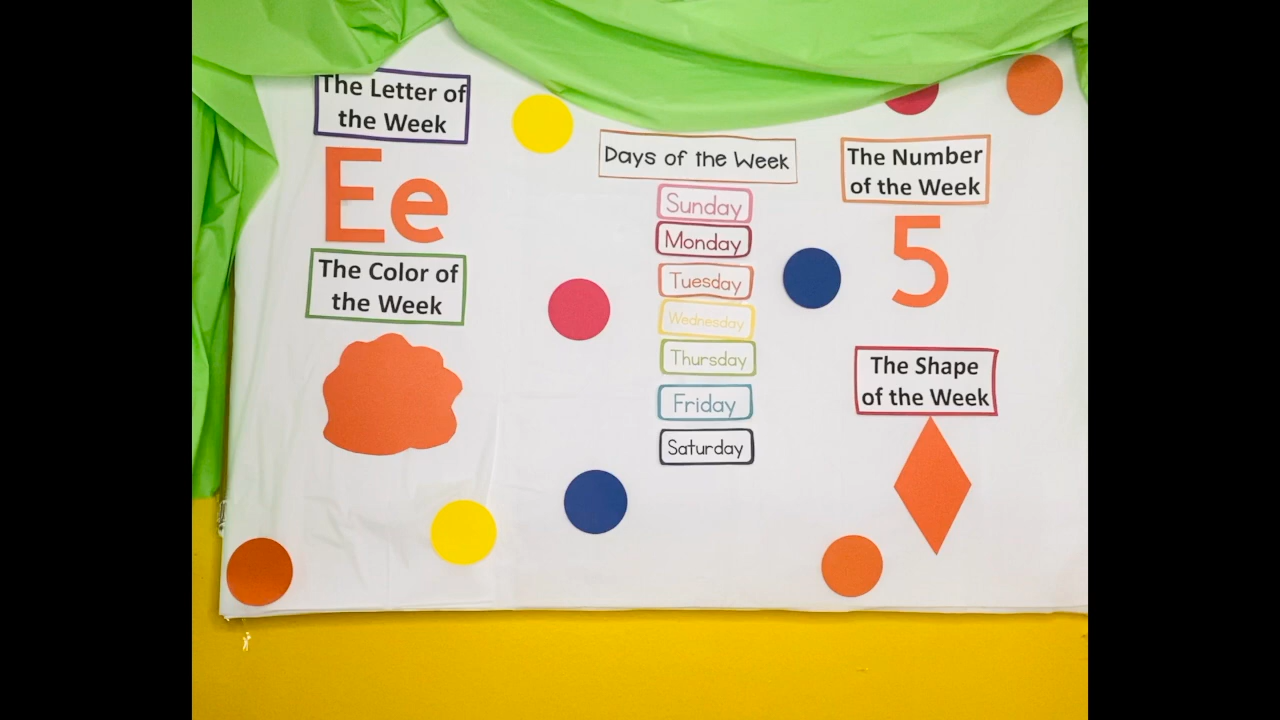 The Letter of
the Week
Ee
The Color of
the Week
Days of the Week
Sunday
Monday
Tuesday
Wednesday
Thursday
Friday
Saturday
The Number
of the Week
5
The Shape
of the Week